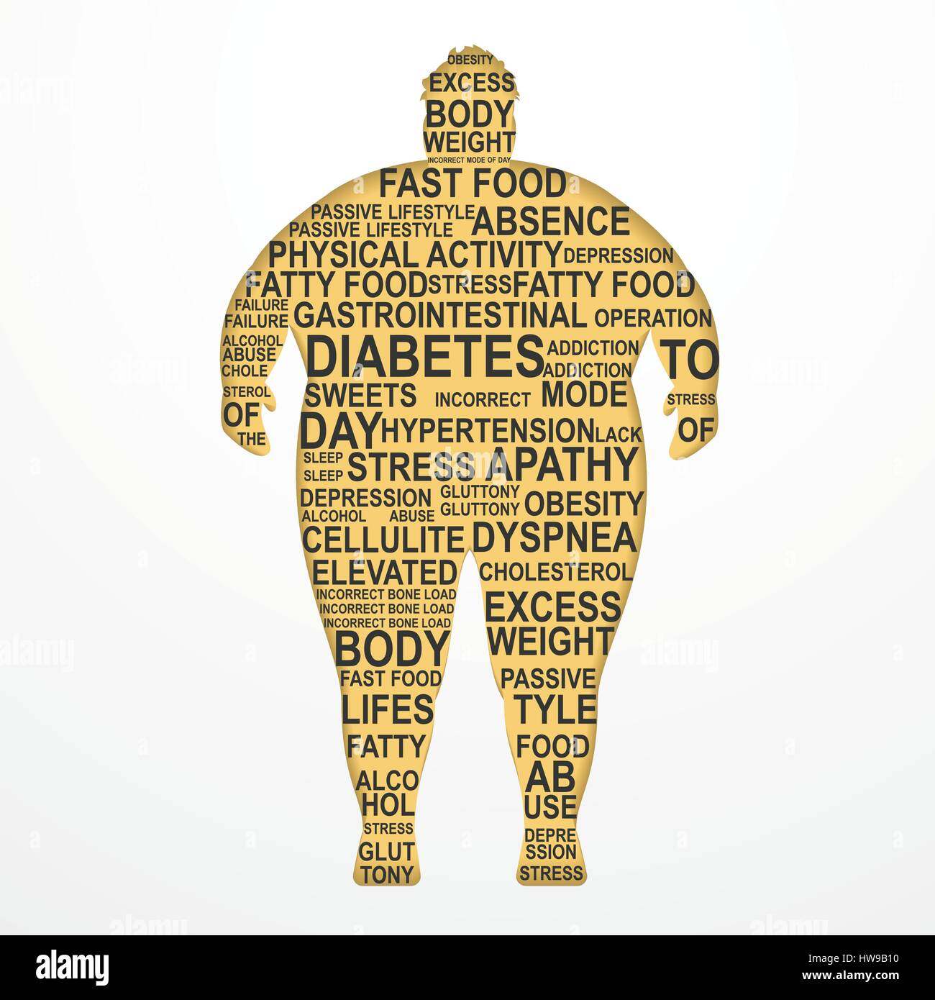 OBESITY
EXCESS
BODY
WEIGHT
INCORRECT MODE OF DAY
FAST FOOD
PASSIVE LIFESTYLE ABSENCE
PASSIVE LIFESTYLE
PHYSICAL ACTIVITY DEPRESSION
FATTY FOOD STRESS FATTY FOOD
FAILURE
FAILURE GASTROINTESTINAL OPERATION
ALCOHOL
ABUSE
CHOLE
DIABETES ADDICTION
ADDICTION
TO
STEROL SWEETS INCORRECT MODE STRESS
OF DAY HYPERTENSION LACK OF
THE
SLEEP
SLEEP STRESS APATHY
DEPRESSION GLUTTONY
GLUTTONY OBESITY
ALCOHOL ABUSE
CELLULITE DYSPNEA
ELEVATED CHOLESTEROL
INCORRECT BONE LOAD
INCORRECT BONE LOAD
INCORRECT BONE LOAD
EXCESS
BODY WEIGHT
FAST FOOD PASSIVE
LIFES TYLE
FATTY FOOD
ALCO AB
HOL USE
STRESS DEPRE
GLUT SSION
TONY STRESS
alamy
Image ID: HW9B10
www.alamy.com